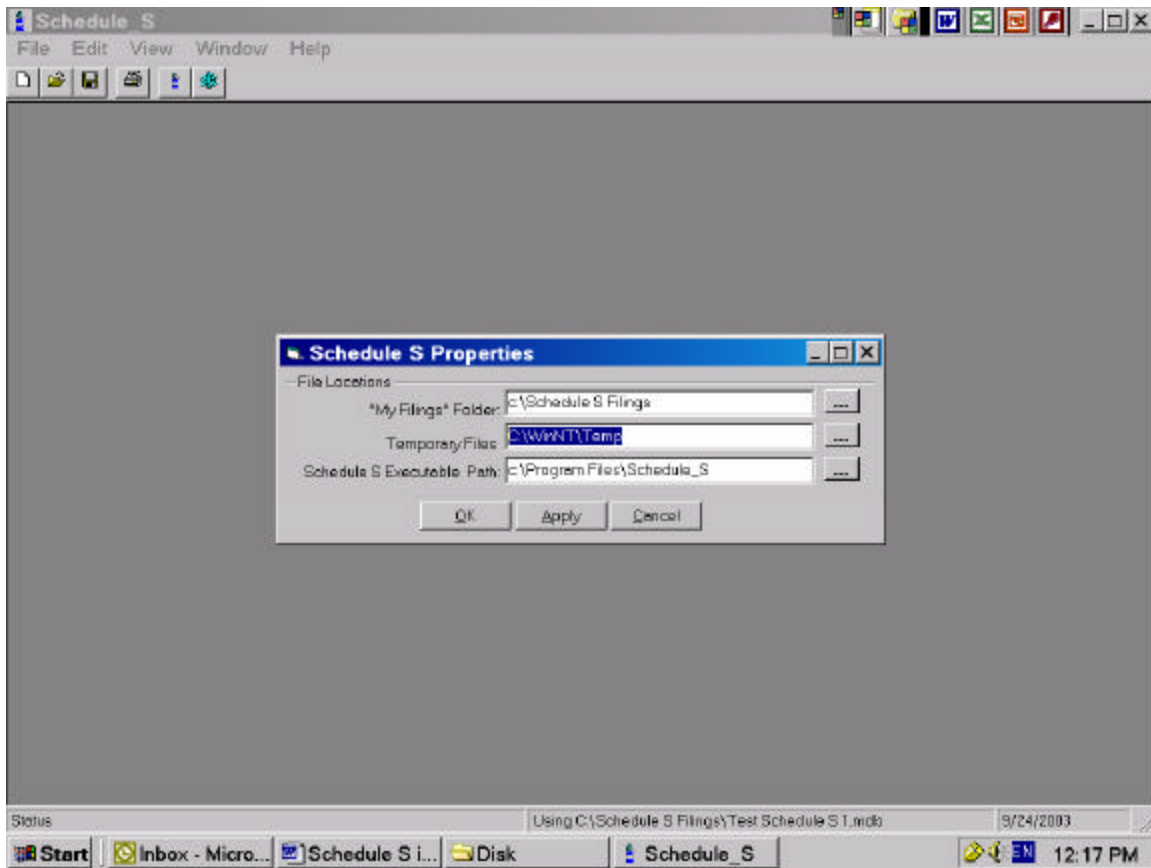 Schedule_S
File Edit View Window Help
Schedule S Properties
File Locations
"My Filings" Folder: c:\Schedule S Filings ...
Temporary Files: C:\WinNT\Temp ...
Schedule S Executable Path: c:\Program Files\Schedule_S ...
OK Apply Cancel
Status Using C:\Schedule S Filings\Test Schedule S 1.mdb 9/24/2003
Start Inbox - Micro... Schedule S i... Disk Schedule_S EN 12:17 PM